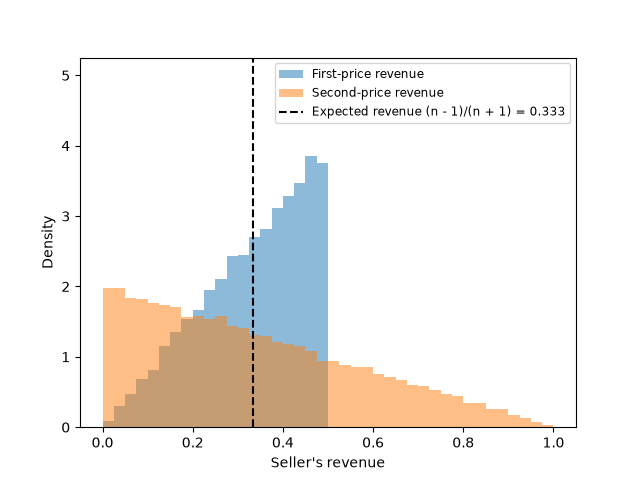 First-price revenue
Second-price revenue
Expected revenue (n - 1)/(n + 1) = 0.333
Density
5
4
3
2
1
0
0.0 0.2 0.4 0.6 0.8 1.0
Seller's revenue